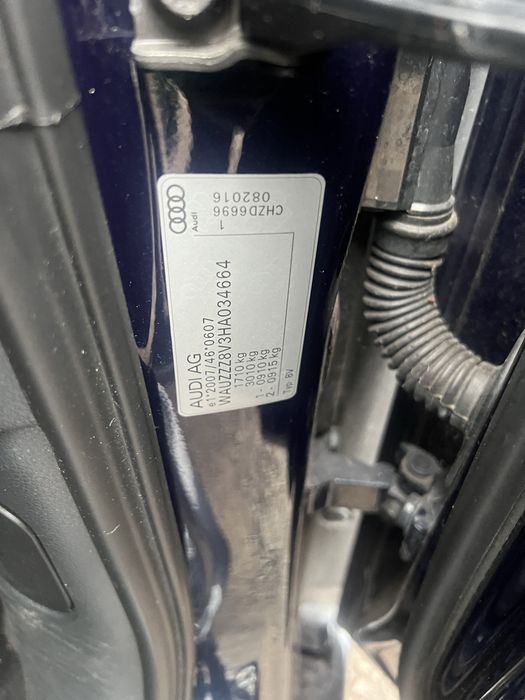 AUDI AG
e1*2007/46*0607
WAUZZZ8V3HA034664
1710 kg
3010 kg
1 - 0910 kg
2 - 0915 kg
Typ: 8V
Audi
1
CHZD6696
082016